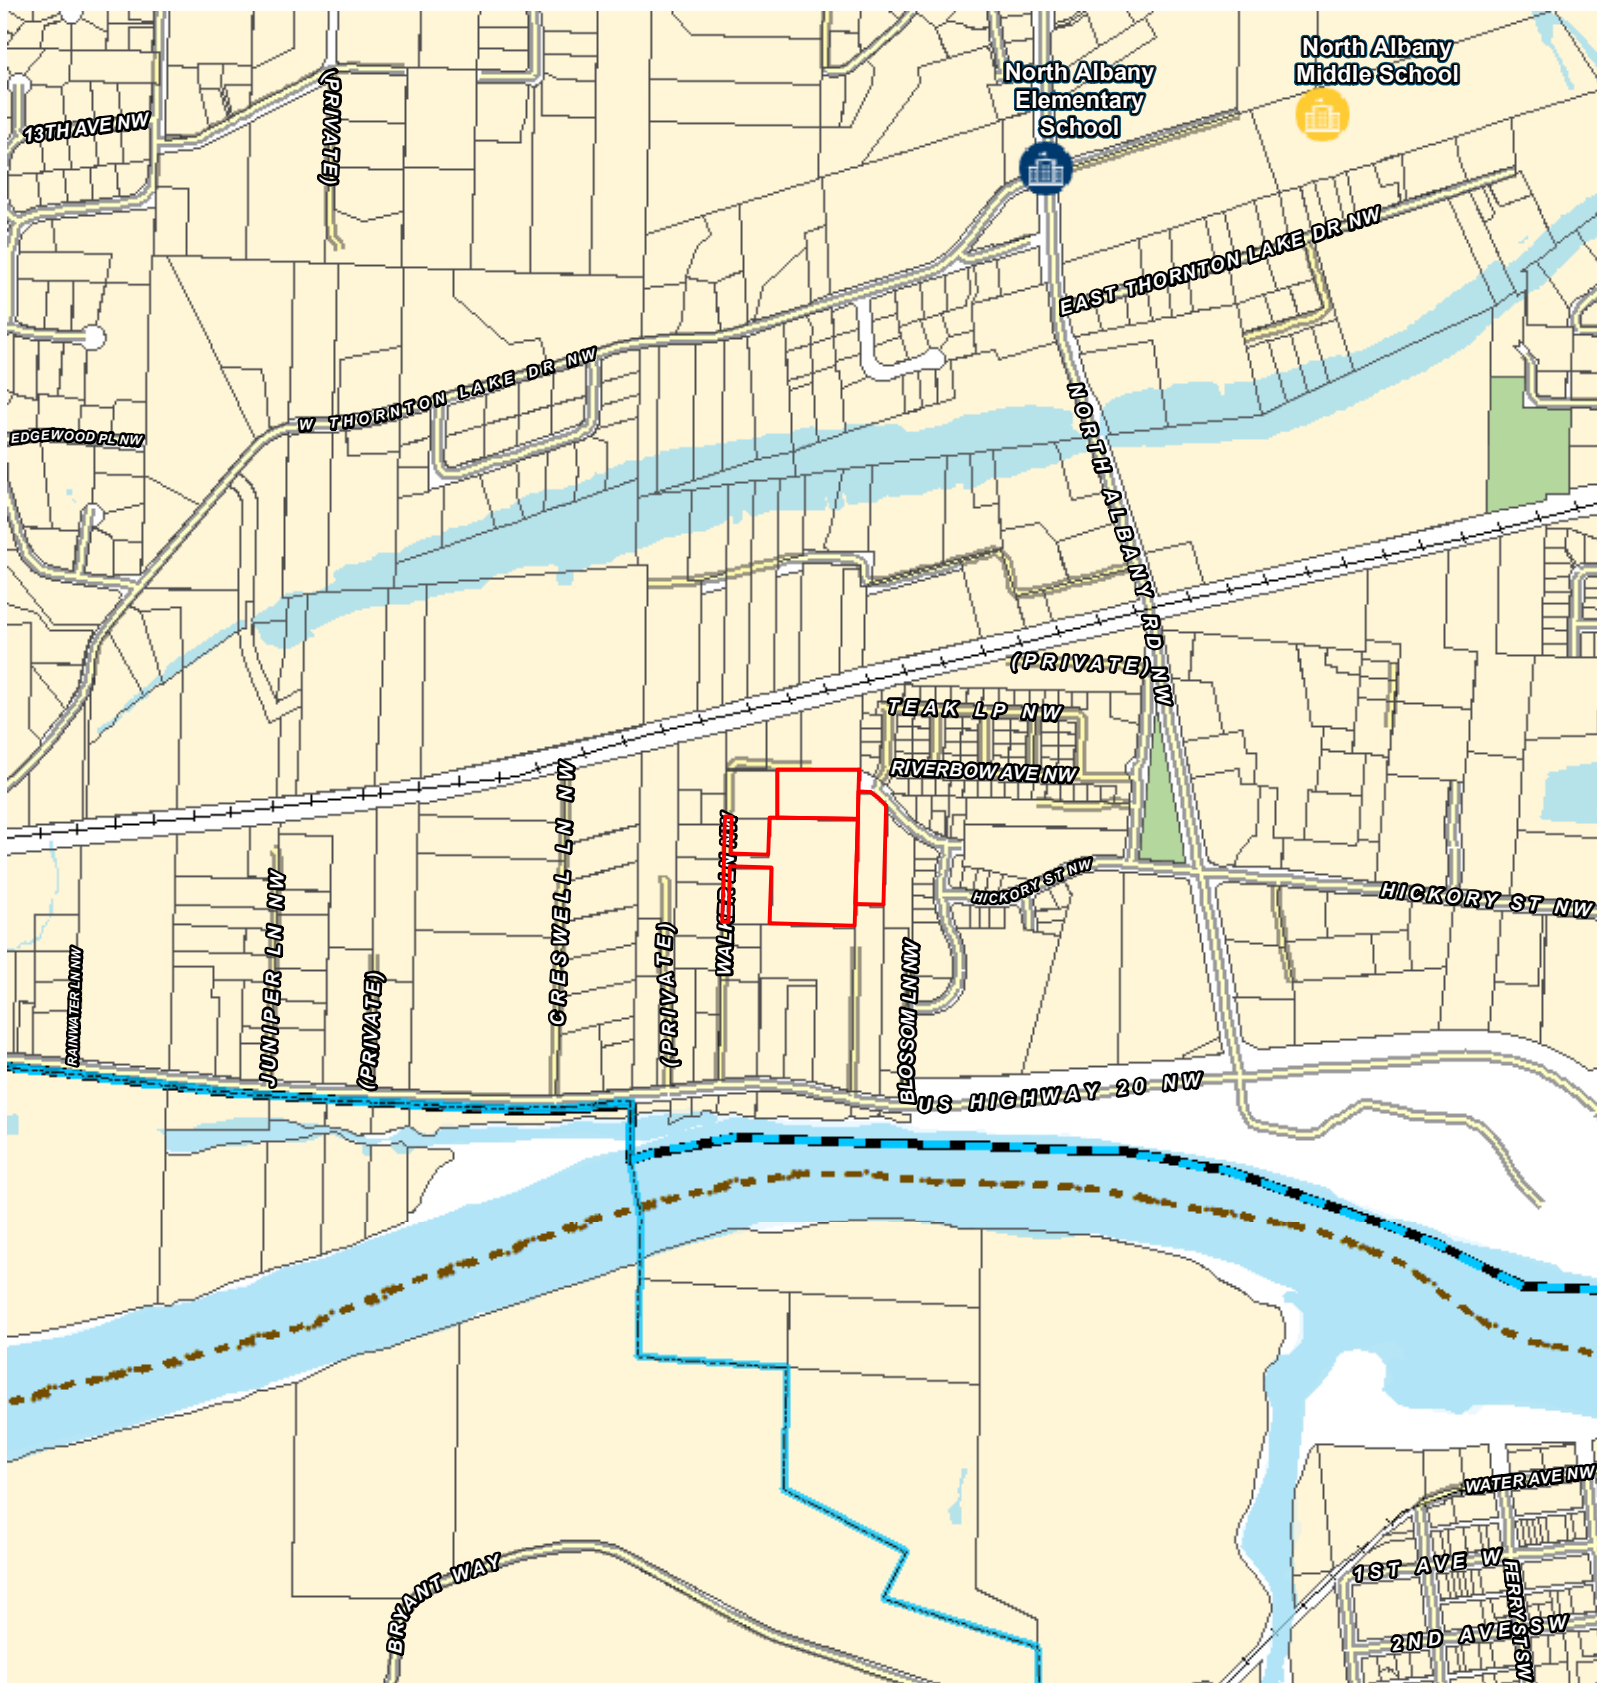 North Albany
Middle School
North Albany
Elementary
School
13TH AVE NW
(PRIVATE)
EAST THORNTON LAKE DR NW
W THORNTON LAKE DR NW
EDGEWOOD PL NW
NORTH ALBANY RD NW
(PRIVATE)
TEAK LP NW
RIVERBOW AVE NW
CRESWELL LN NW
WALKER LN NW
HICKORY ST NW
HICKORY ST NW
JUNIPER LN NW
(PRIVATE)
(PRIVATE)
RAINWATER LN NW
BLOSSOM LN NW
US HIGHWAY 20 NW
WATER AVE NW
1ST AVE W
FERRY ST SW
2ND AVE SW
BRYANT WAY